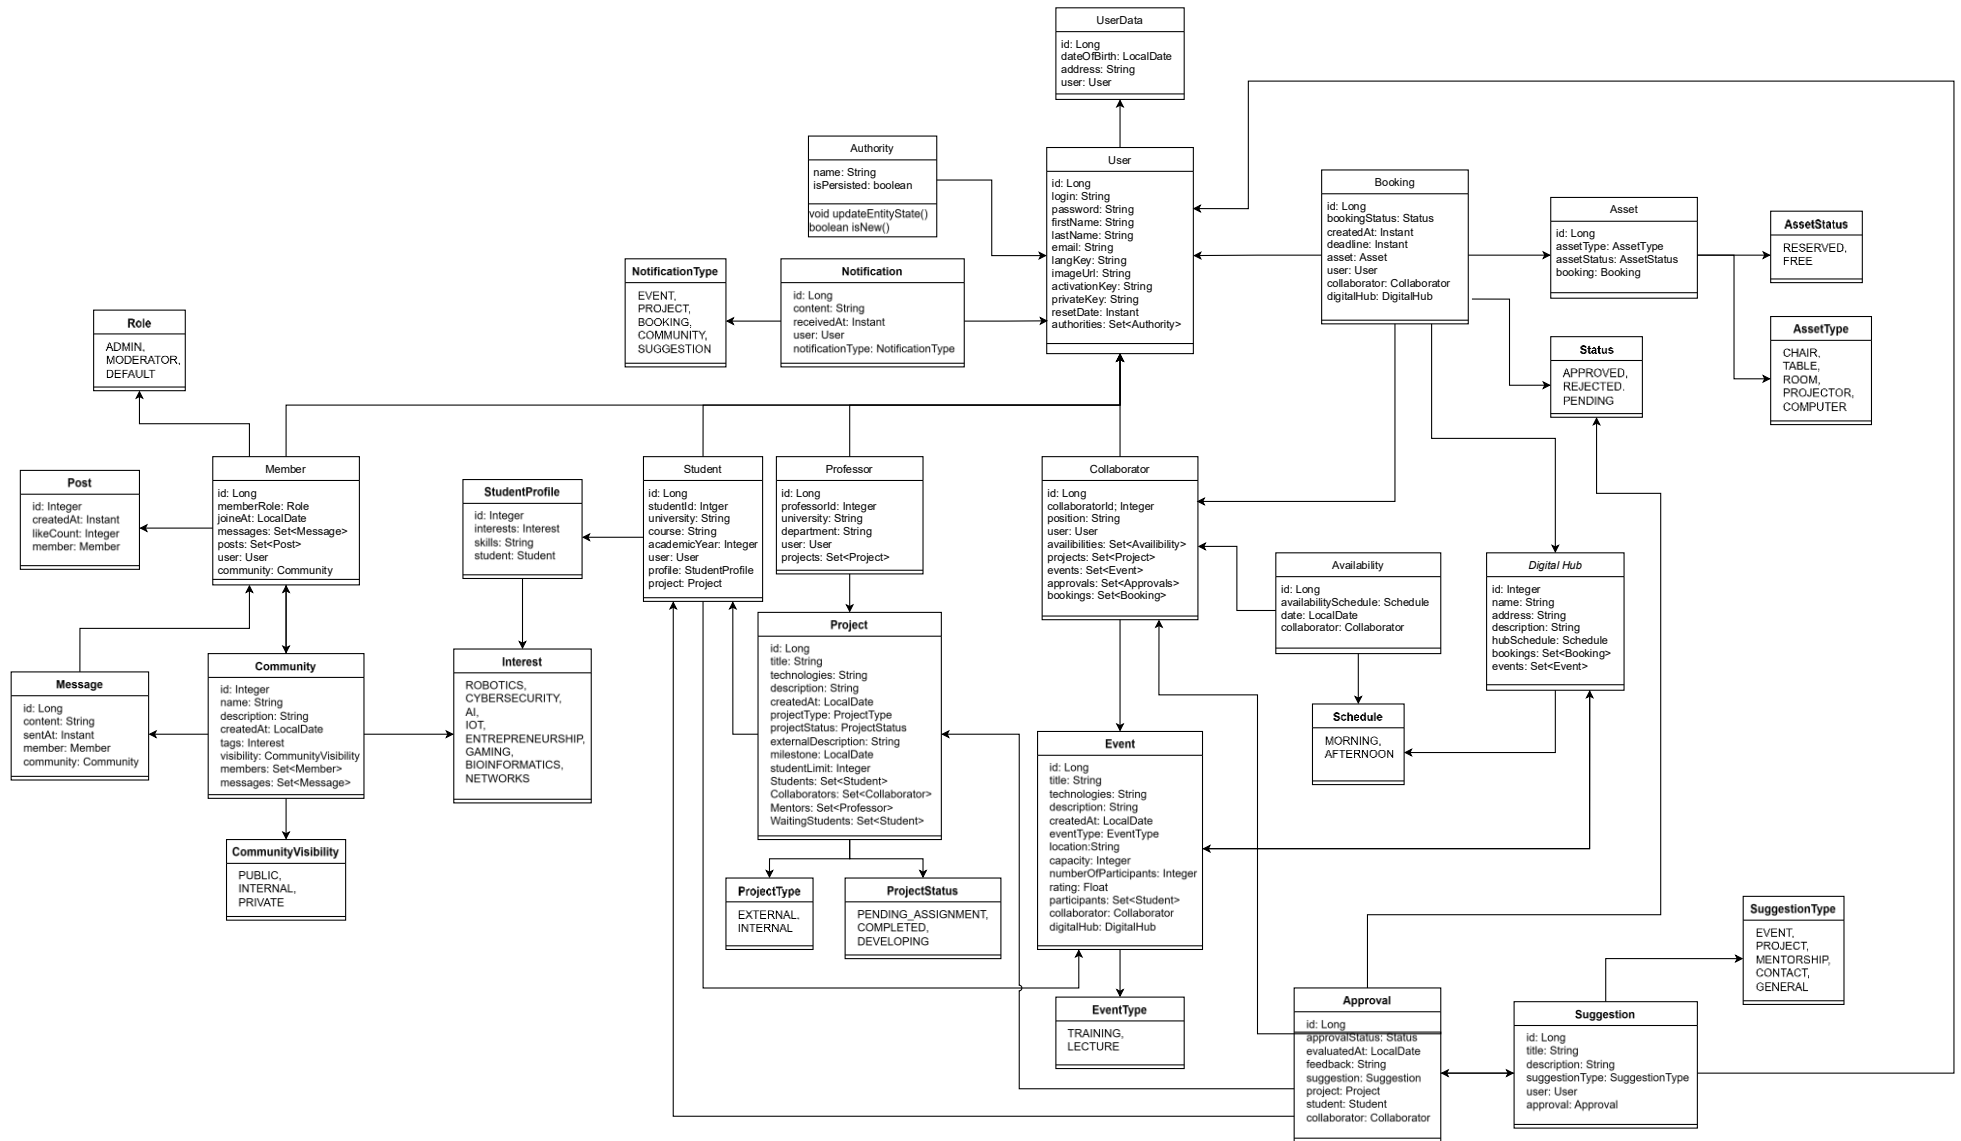 UserData
id: Long
dateOfBirth: LocalDate
address: String
user: User
Authority
name: String
isPersisted: boolean
void updateEntityState()
boolean isNew()
User
id: Long
login: String
password: String
firstName: String
lastName: String
email: String
langKey: String
imageUrl: String
activationKey: String
privateKey: String
resetDate: Instant
authorities: Set<Authority>
Booking
id: Long
bookingStatus: Status
createdAt: Instant
deadline: Instant
asset: Asset
user: User
collaborator: Collaborator
digitalHub: DigitalHub
Asset
id: Long
assetType: AssetType
assetStatus: AssetStatus
booking: Booking
AssetStatus
RESERVED,
FREE
NotificationType
EVENT,
PROJECT,
BOOKING,
COMMUNITY,
SUGGESTION
Notification
id: Long
content: String
receivedAt: Instant
user: User
notificationType: NotificationType
Role
ADMIN,
MODERATOR,
DEFAULT
Status
APPROVED,
REJECTED.
PENDING
AssetType
CHAIR,
TABLE,
ROOM,
PROJECTOR,
COMPUTER
Post
id: Integer
createdAt: Instant
likeCount: Integer
member: Member
Member
id: Long
memberRole: Role
joineAt: LocalDate
messages: Set<Message>
posts: Set<Post>
user: User
community: Community
StudentProfile
id: Integer
interests: Interest
skills: String
student: Student
Student
id: Long
studentId: Intger
university: String
course: String
academicYear: Integer
user: User
profile: StudentProfile
project: Project
Professor
id: Long
professorId: Integer
university: String
department: String
user: User
projects: Set<Project>
Collaborator
id: Long
collaboratorId; Integer
position: String
user: User
availibilities: Set<Availibility>
projects: Set<Project>
events: Set<Event>
approvals: Set<Approvals>
bookings: Set<Booking>
Availability
id: Long
availabilitySchedule: Schedule
date: LocalDate
collaborator: Collaborator
Digital Hub
id: Integer
name: String
address: String
description: String
hubSchedule: Schedule
bookings: Set<Booking>
events: Set<Event>
Message
id: Long
content: String
sentAt: Instant
member: Member
community: Community
Community
id: Integer
name: String
description: String
createdAt: LocalDate
tags: Interest
visibility: CommunityVisibility
members: Set<Member>
messages: Set<Message>
Interest
ROBOTICS,
CYBERSECURITY,
AI,
IOT,
ENTREPRENEURSHIP,
GAMING,
BIOINFORMATICS,
NETWORKS
Project
id: Long
title: String
technologies: String
description: String
createdAt: LocalDate
projectType: ProjectType
projectStatus: ProjectStatus
externalDescription: String
milestone: LocalDate
studentLimit: Integer
Students: Set<Student>
Collaborators: Set<Collaborator>
Mentors: Set<Professor>
WaitingStudents: Set<Student>
Event
id: Long
title: String
technologies: String
description: String
createdAt: LocalDate
eventType: EventType
location:String
capacity: Integer
numberOfParticipants: Integer
rating: Float
participants: Set<Student>
collaborator: Collaborator
digitalHub: DigitalHub
Schedule
MORNING,
AFTERNOON
CommunityVisibility
PUBLIC,
INTERNAL,
PRIVATE
ProjectType
EXTERNAL,
INTERNAL
ProjectStatus
PENDING_ASSIGNMENT,
COMPLETED,
DEVELOPING
EventType
TRAINING,
LECTURE
Approval
id: Long
approvalStatus: Status
evaluatedAt: LocalDate
feedback: String
suggestion: Suggestion
project: Project
student: Student
collaborator: Collaborator
Suggestion
id: Long
title: String
description: String
suggestionType: SuggestionType
user: User
approval: Approval
SuggestionType
EVENT,
PROJECT,
MENTORSHIP,
CONTACT,
GENERAL